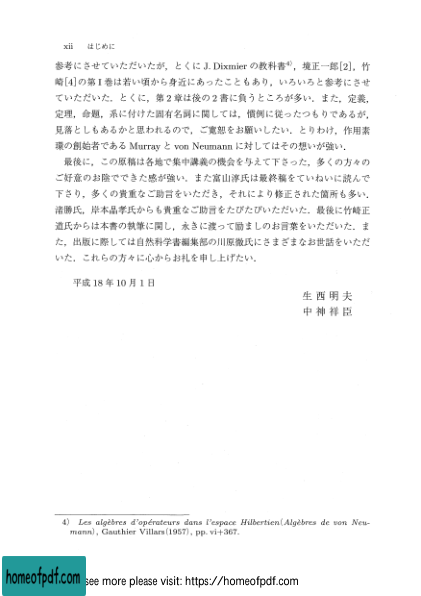 xii　はじめに
参考にさせていただいたが，とくに J. Dixmier の教科書4)，境正一郎[2]，竹
崎[4]の第 I 巻は若い頃から身近にあったこともあり，いろいろと参考にさせ
ていただいた．とくに，第 2 章は後の 2 書に負うところが多い．また，定義，
定理，命題，系に付けた固有名詞に関しては，慣例に従ったつもりであるが，
見落としもあるかと思われるので，ご寛恕をお願いしたい．とりわけ，作用素
環の創始者である Murray と von Neumann に対してはその想いが強い．
最後に，この原稿は各地で集中講義の機会を与えて下さった，多くの方々の
ご好意のお陰でできた感が強い．また富山淳氏は最終稿をていねいに読んで
下さり，多くの貴重なご助言をいただき，それにより修正された箇所も多い．
渚勝氏，岸本晶孝氏からも貴重なご助言をたびたびいただいた．最後に竹崎正
道氏からは本書の執筆に関し，永きに渡って励ましのお言葉をいただいた．ま
た，出版に際しては自然科学書編集部の川原徹氏にさまざまなお世話をいただ
いた．これらの方々に心からお礼を申し上げたい．
平成 18 年 10 月 1 日
生 西 明 夫
中 神 祥 臣
4) Les algèbres d'opérateurs dans l'espace Hilbertien(Algèbres de von Neu-
mann), Gauthier Villars(1957), pp. vi+367.
homeofpdf.com
see more please visit: https://homeofpdf.com